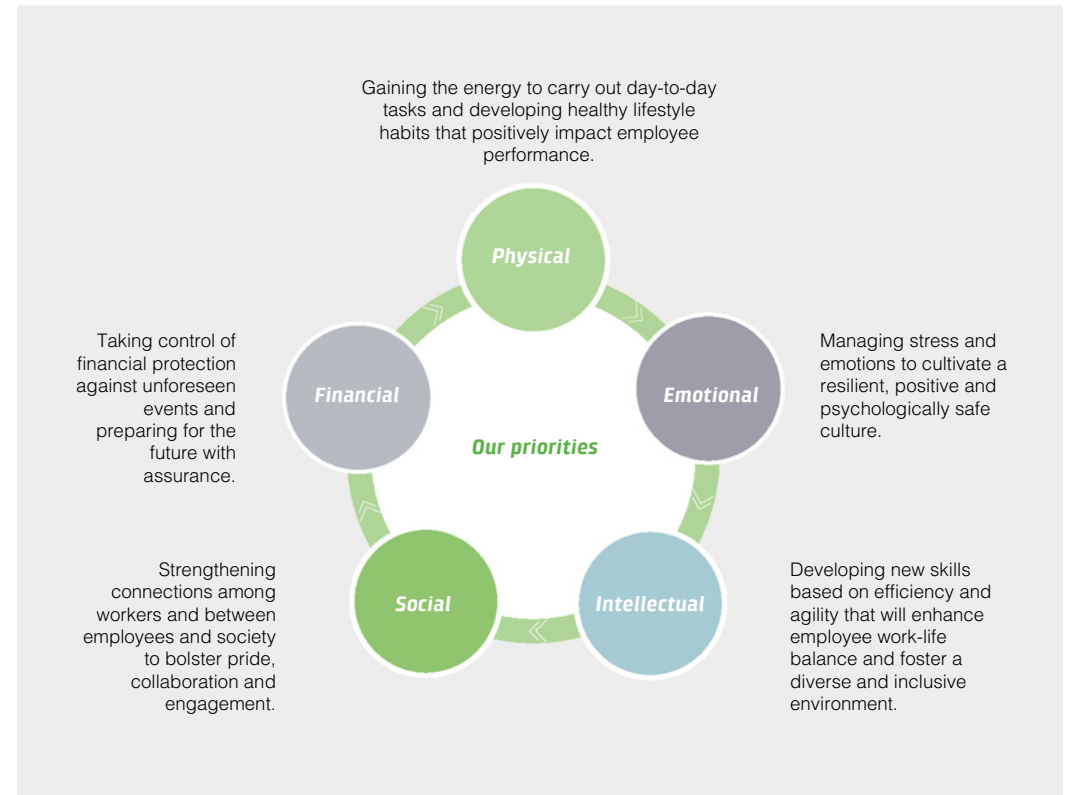 Gaining the energy to carry out day-to-day
tasks and developing healthy lifestyle
habits that positively impact employee
performance.
Physical
Taking control of
financial protection
against unforeseen
events and
preparing for the
future with
assurance.
Financial
Emotional
Managing stress and
emotions to cultivate a
resilient, positive and
psychologically safe
culture.
Our priorities
Strengthening
connections among
workers and between
employees and society
to bolster pride,
collaboration and
engagement.
Social
Intellectual
Developing new skills
based on efficiency and
agility that will enhance
employee work-life
balance and foster a
diverse and inclusive
environment.